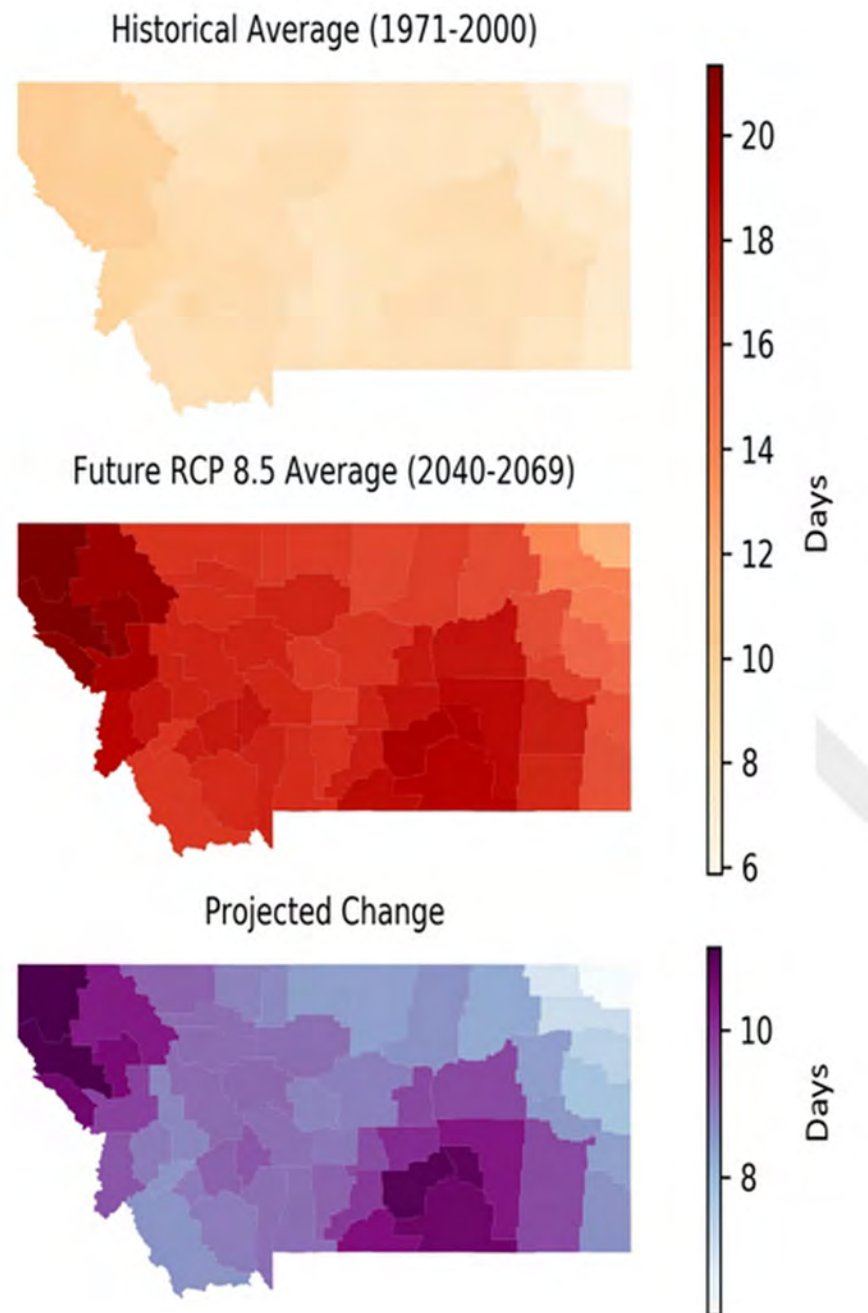 Historical Average (1971-2000)
20
18
16
14
12
10
8
6
Days
Future RCP 8.5 Average (2040-2069)
Projected Change
10
8
Days